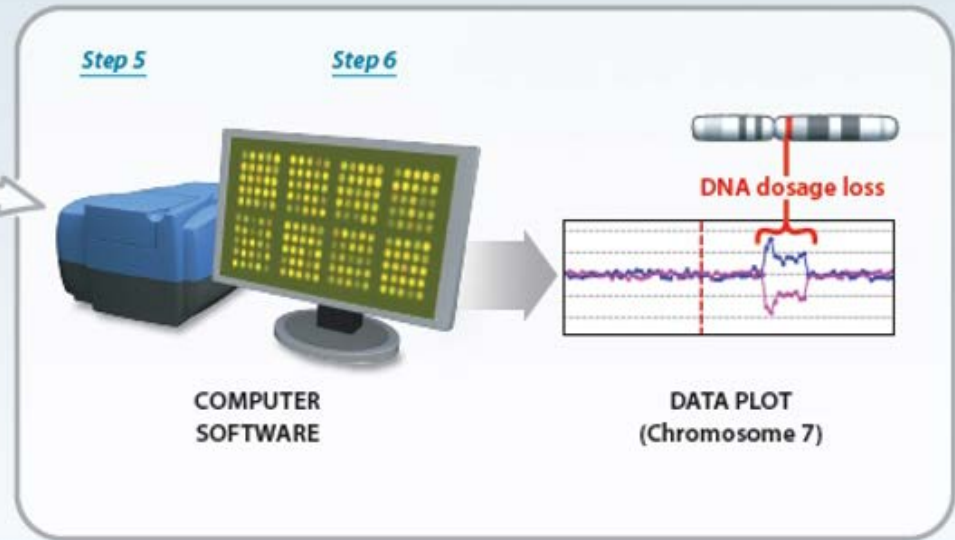 Step 5
Step 6
DNA dosage loss
COMPUTER
SOFTWARE
DATA PLOT
(Chromosome 7)